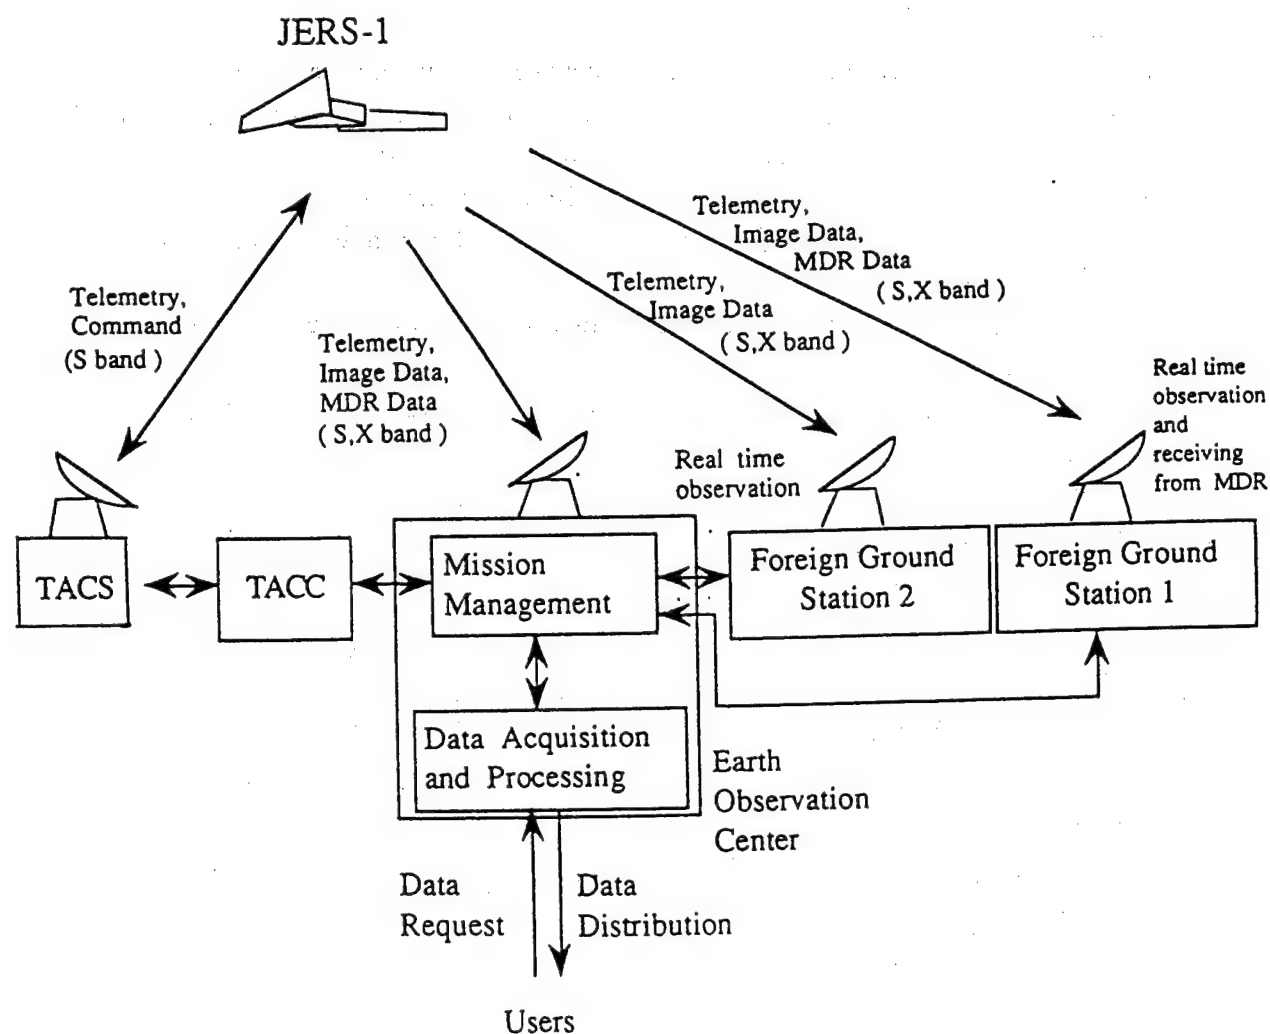 JERS-1
Telemetry,
Image Data,
MDR Data
( S,X band )
Telemetry,
Image Data
( S,X band )
Telemetry,
Command
(S band )
Telemetry,
Image Data,
MDR Data
( S,X band )
Real time
observation
and
receiving
from MDR
Real time
observation
TACS
TACC
Mission
Management
Foreign Ground
Station 2
Foreign Ground
Station 1
Data Acquisition
and Processing
Earth
Observation
Center
Data
Request
Data
Distribution
Users